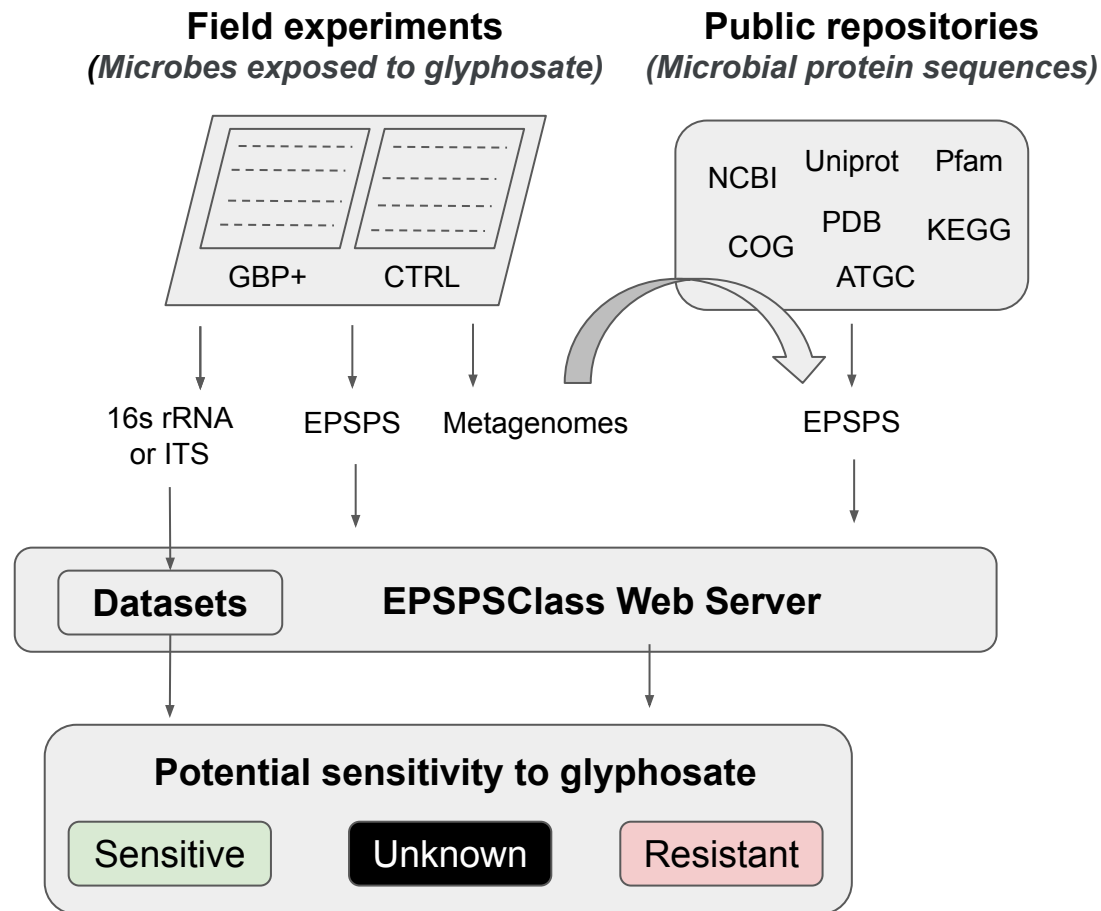 Field experiments
(Microbes exposed to glyphosate)
Public repositories
(Microbial protein sequences)
NCBI
Uniprot
Pfam
COG
PDB
KEGG
ATGC
GBP+
CTRL
16s rRNA
or ITS
EPSPS
Metagenomes
EPSPS
Datasets
EPSPSClass Web Server
Potential sensitivity to glyphosate
Sensitive
Unknown
Resistant